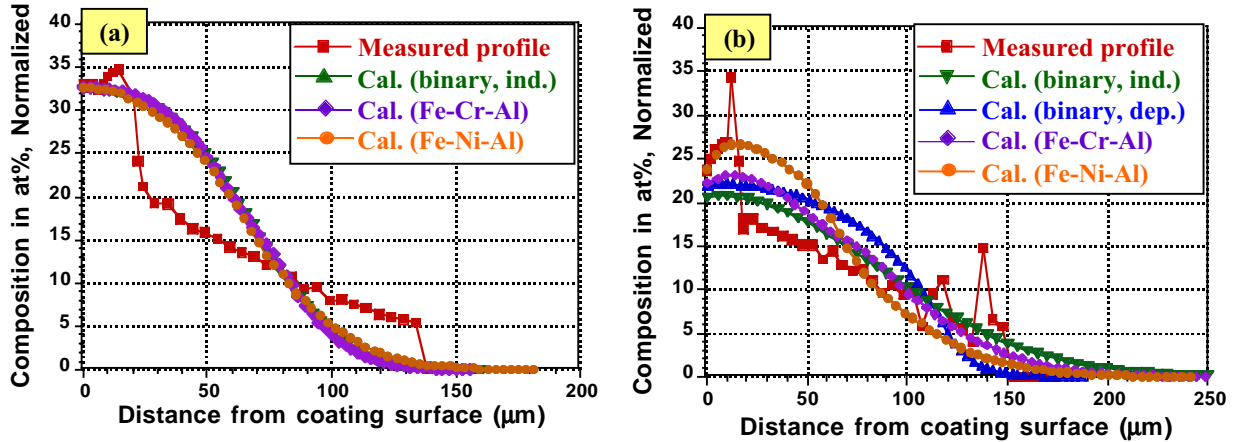 (a)
Measured profile
Cal. (binary, ind.)
Cal. (Fe-Cr-Al)
Cal. (Fe-Ni-Al)
Composition in at%, Normalized
40
35
30
25
20
15
10
5
0
0 50 100 150 200
Distance from coating surface (μm)
(b)
Measured profile
Cal. (binary, ind.)
Cal. (binary, dep.)
Cal. (Fe-Cr-Al)
Cal. (Fe-Ni-Al)
Composition in at%, Normalized
40
35
30
25
20
15
10
5
0
0 50 100 150 200 250
Distance from coating surface (μm)